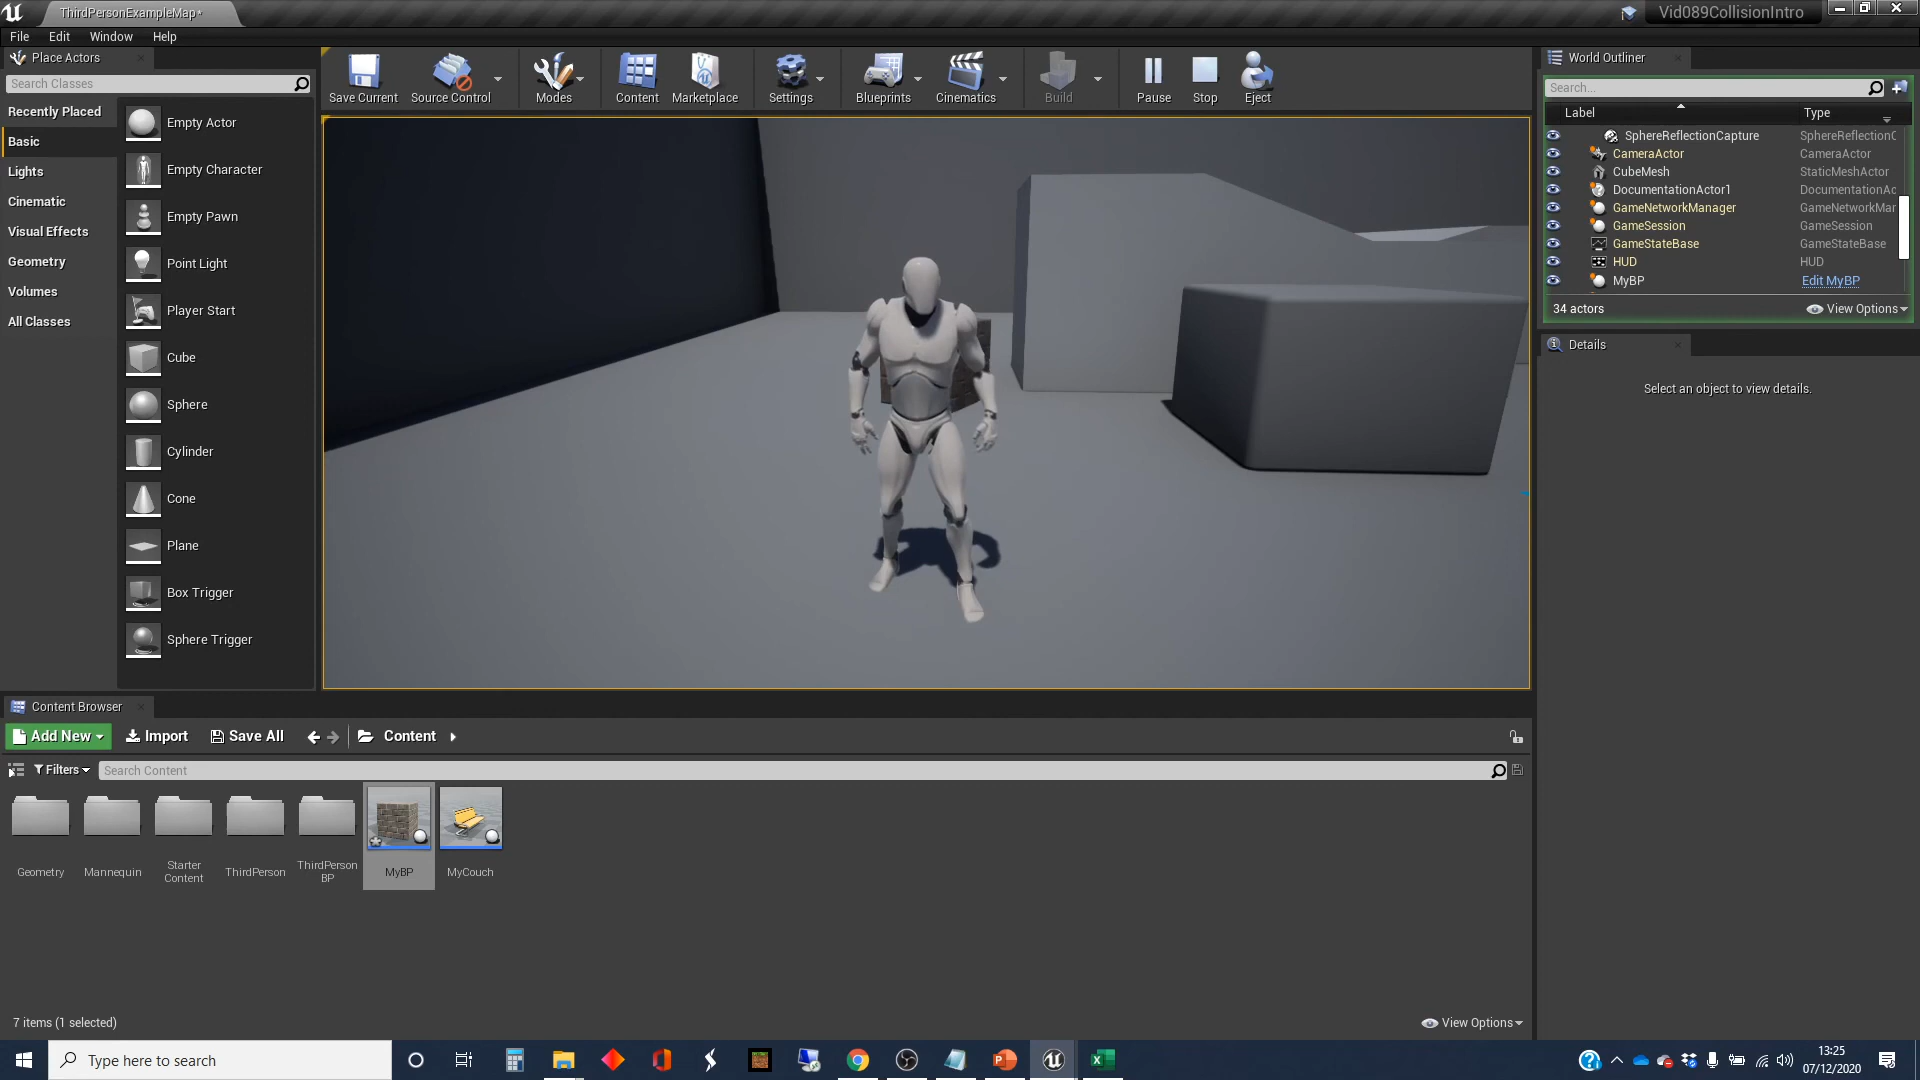 ThirdPersonExampleMap*
Vid089CollisionIntro
File Edit Window Help
Place Actors
Search Classes
Recently Placed
Basic
Lights
Cinematic
Visual Effects
Geometry
Volumes
All Classes
Empty Actor
Empty Character
Empty Pawn
Point Light
Player Start
Cube
Sphere
Cylinder
Cone
Plane
Box Trigger
Sphere Trigger
Save Current Source Control Modes Content Marketplace Settings Blueprints Cinematics Build Pause Stop Eject
World Outliner
Search...
Label Type
SphereReflectionCapture SphereReflectionC
CameraActor CameraActor
CubeMesh StaticMeshActor
DocumentationActor1 DocumentationAc
GameNetworkManager GameNetworkMar
GameSession GameSession
GameStateBase GameStateBase
HUD HUD
MyBP Edit MyBP
34 actors View Options
Details
Select an object to view details.
Content Browser
Add New Import Save All Content
Filters Search Content
Geometry
Mannequin
Starter
Content
ThirdPerson
ThirdPerson
BP
MyBP
MyCouch
7 items (1 selected) View Options
Type here to search
13:25
07/12/2020